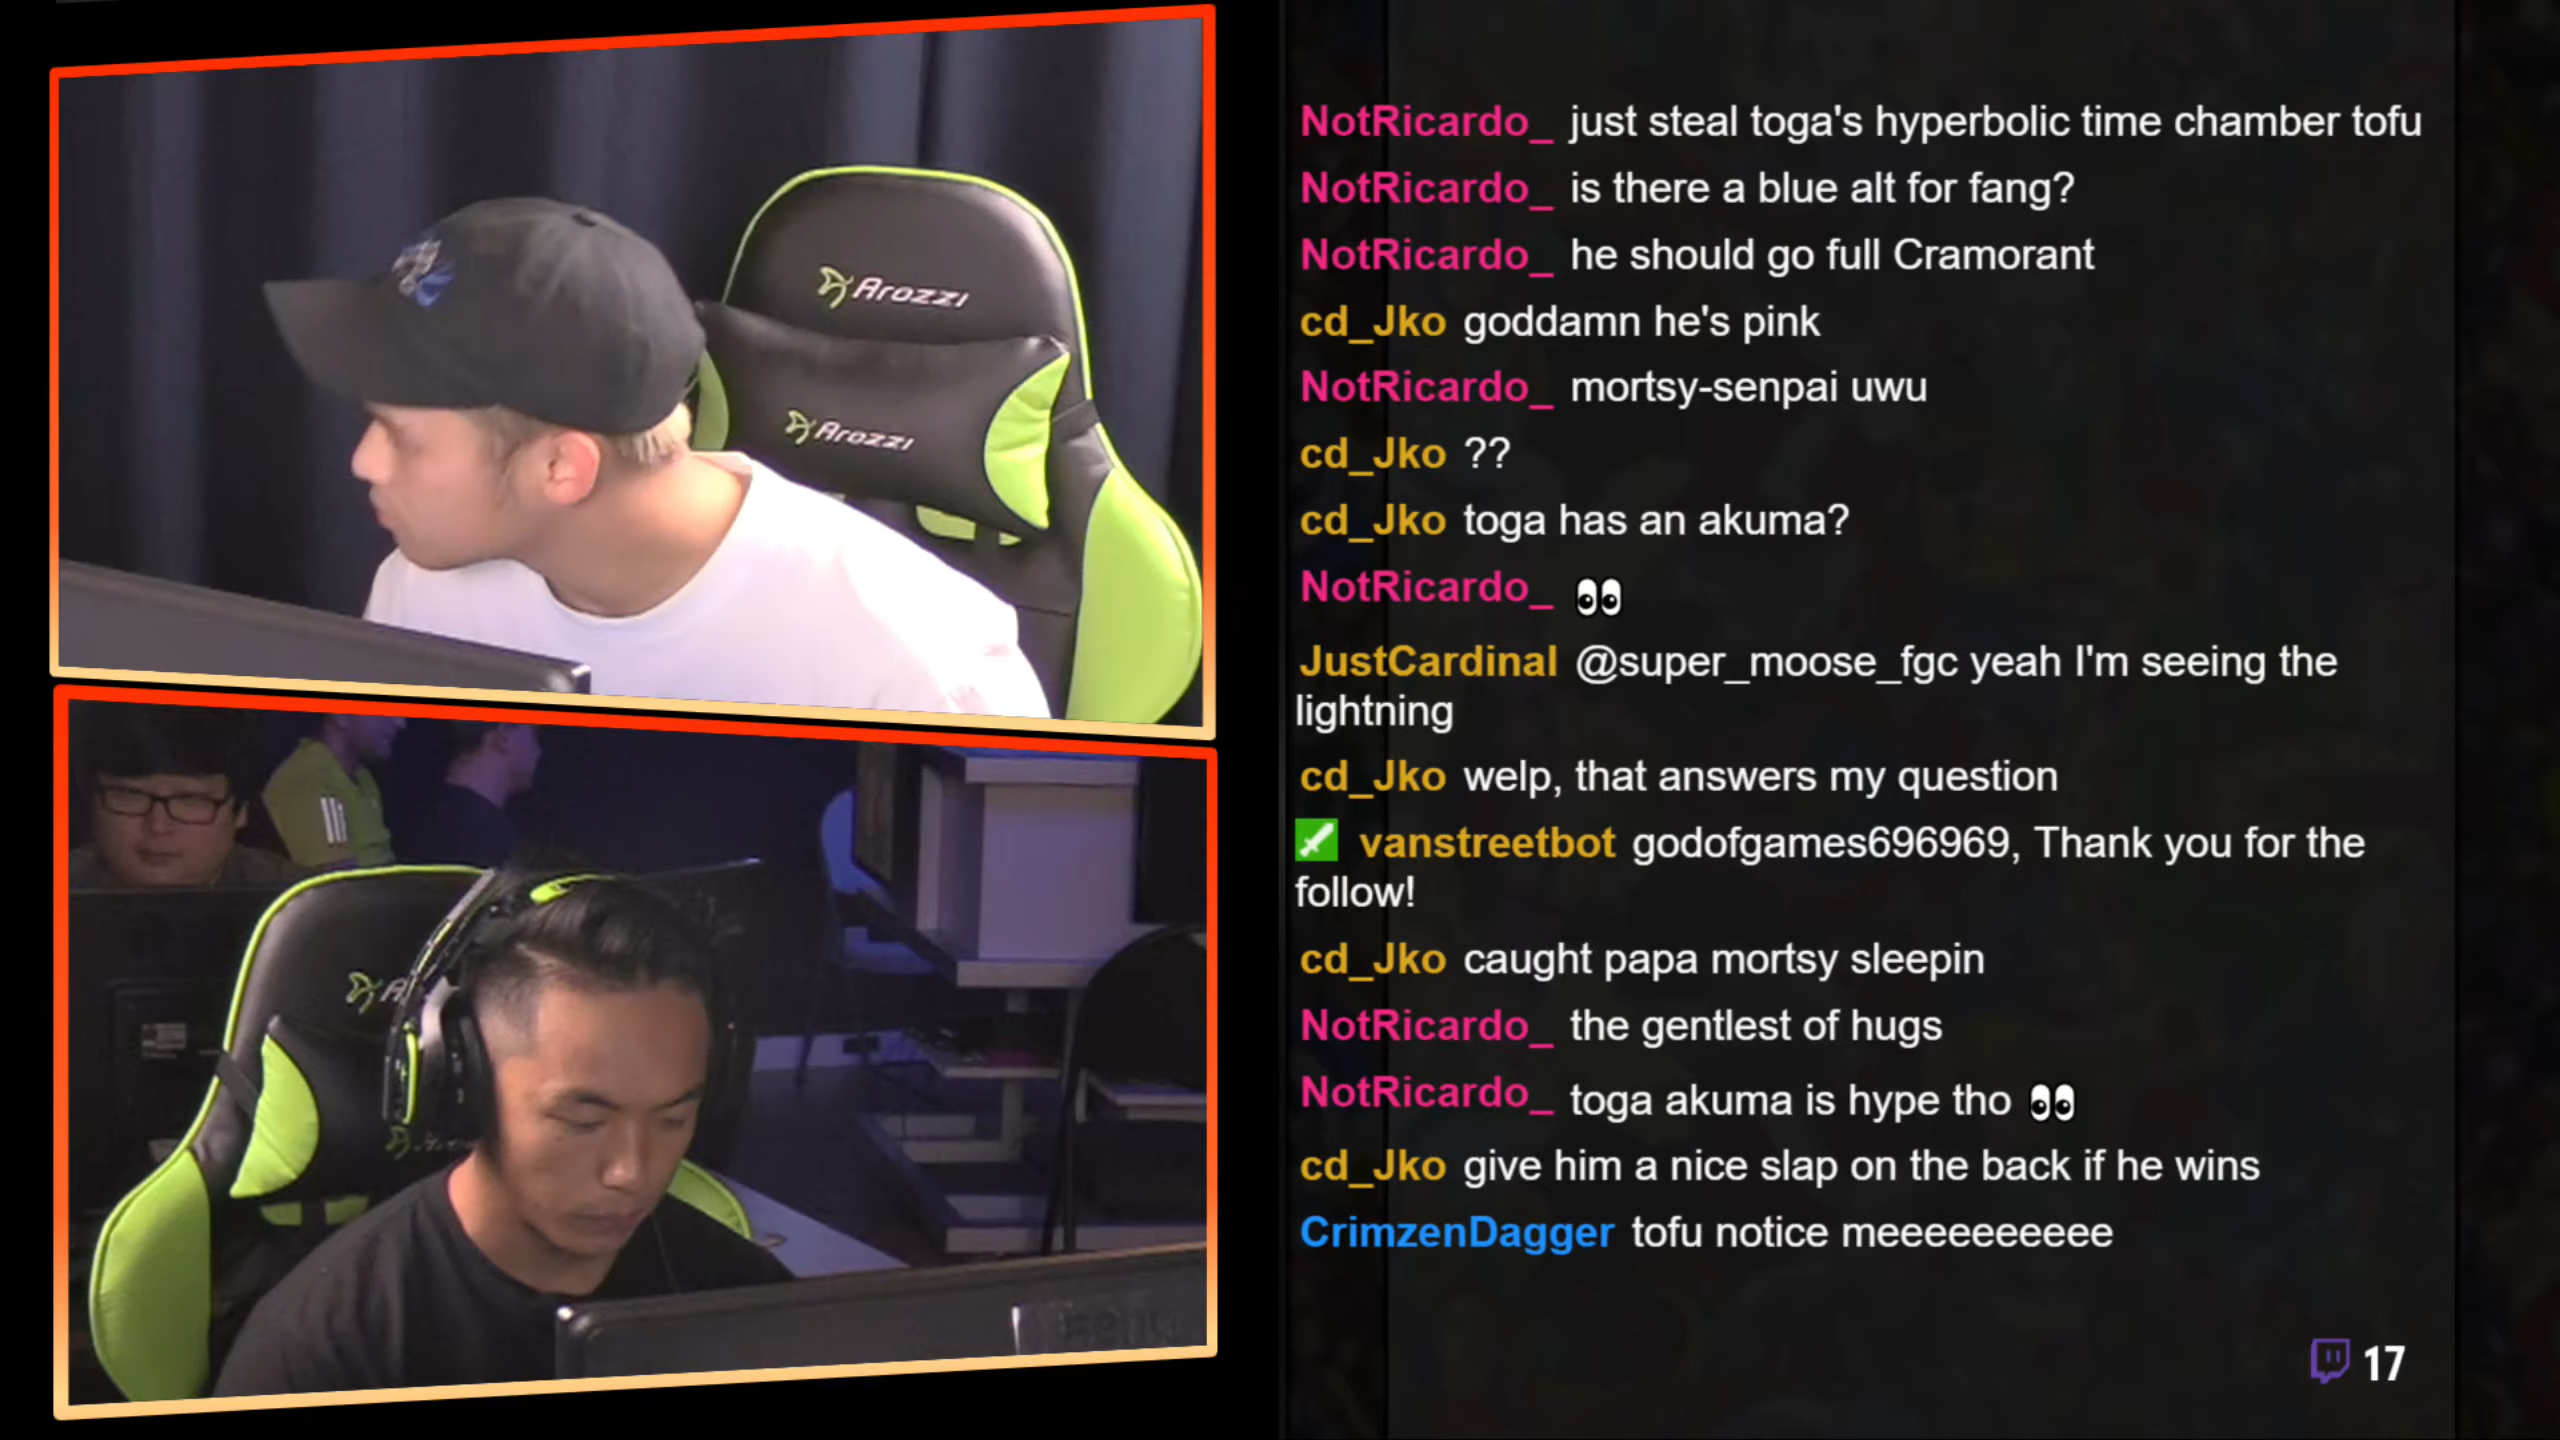 Arozzi
Arozzi
NotRicardo_ just steal toga's hyperbolic time chamber tofu
NotRicardo_ is there a blue alt for fang?
NotRicardo_ he should go full Cramorant
cd_Jko goddamn he's pink
NotRicardo_ mortsy-senpai uwu
cd_Jko ??
cd_Jko toga has an akuma?
NotRicardo_ 👀
JustCardinal @super_moose_fgc yeah I'm seeing the
lightning
cd_Jko welp, that answers my question
vanstreetbot godofgames696969, Thank you for the
follow!
cd_Jko caught papa mortsy sleepin
NotRicardo_ the gentlest of hugs
NotRicardo_ toga akuma is hype tho 👀
cd_Jko give him a nice slap on the back if he wins
CrimzenDagger tofu notice meeeeeeeeee
17